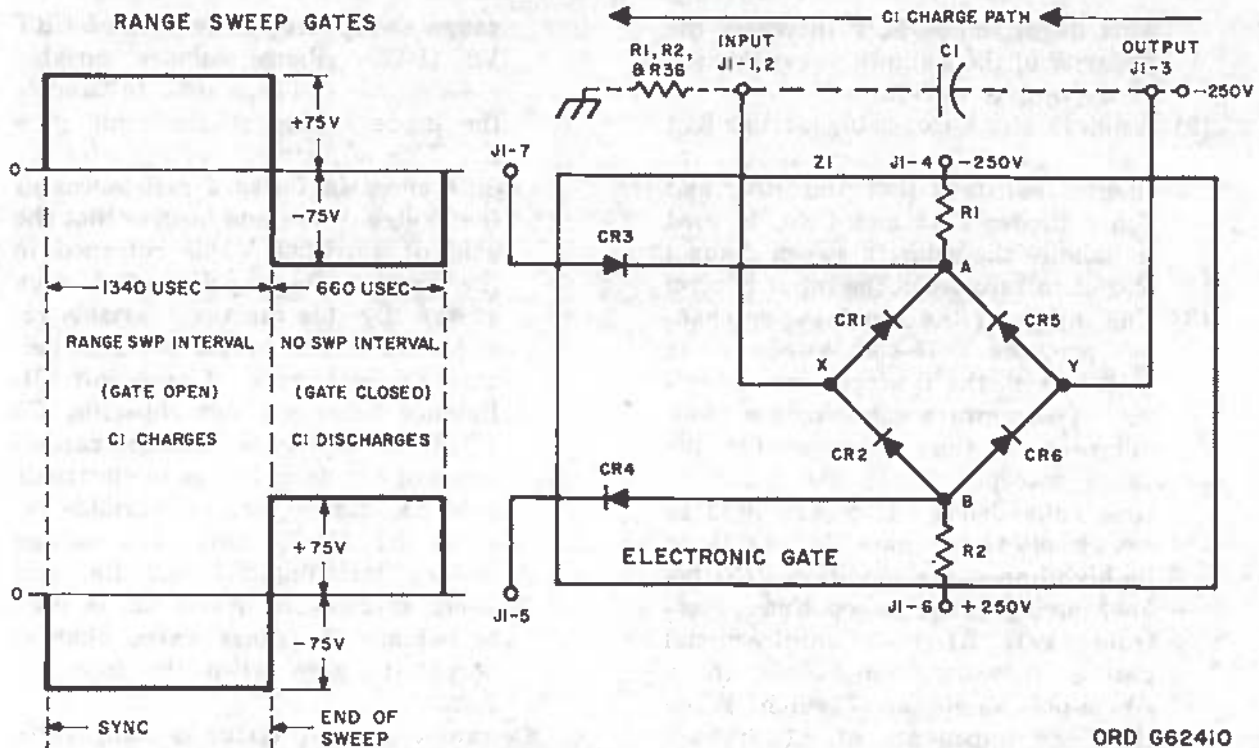 RANGE SWEEP GATES
C1 CHARGE PATH
R1, R2,
& R36
INPUT
J1-1,2
C1
OUTPUT
J1-3
-250V
+75V
0
-75V
J1-7
1340 USEC
660 USEC
RANGE SWP INTERVAL
NO SWP INTERVAL
(GATE OPEN)
(GATE CLOSED)
C1 CHARGES
C1 DISCHARGES
+75V
0
-75V
J1-5
SYNC
END OF
SWEEP
Z1
J1-4
-250V
R1
CR3
A
CR1
CR5
X
Y
CR2
CR6
CR4
B
ELECTRONIC GATE
R2
J1-6
+250V
ORD G62410